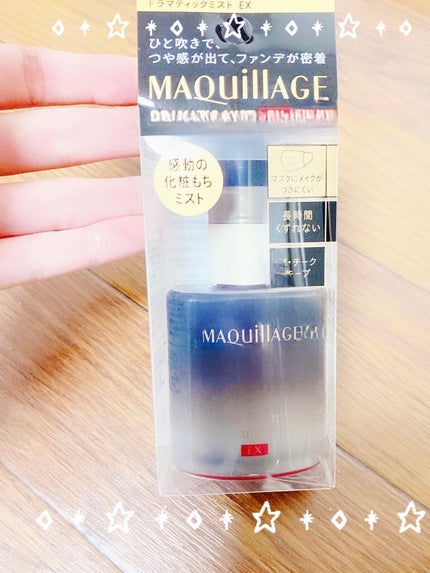 ドラマティックミスト EX
ひと吹きで、
つや感が出て、ファンデが密着
MAQuillAGE
感動の
化粧もち
ミスト
マスクにメイクが
つきにくい
長時間
くずれない
チーク
キープ
MAQuillAGE
EX